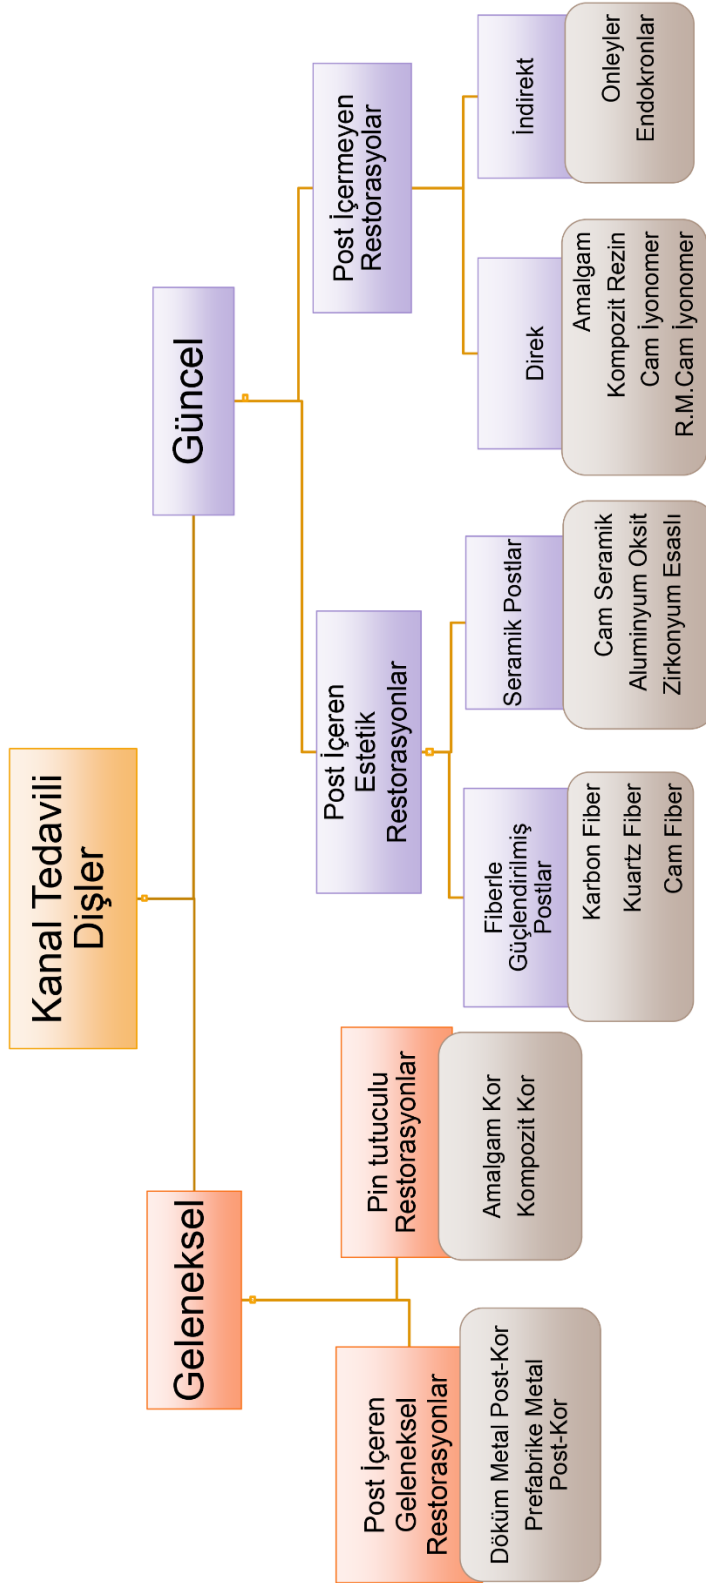 Kanal Tedavili
Dişler
Geleneksel
Güncel
Post İçeren
Geleneksel
Restorasyonlar
Döküm Metal Post-Kor
Prefabrike Metal
Post-Kor
Pin tutuculu
Restorasyonlar
Amalgam Kor
Kompozit Kor
Post İçeren
Estetik
Restorasyonlar
Fiberle
Güçlendirilmiş
Postlar
Karbon Fiber
Kuartz Fiber
Cam Fiber
Seramik Postlar
Cam Seramik
Aluminyum Oksit
Zirkonyum Esaslı
Post İçermeyen
Restorasyolar
Direk
Amalgam
Kompozit Rezin
Cam İyonomer
R.M.Cam İyonomer
İndirekt
Onleyler
Endokronlar